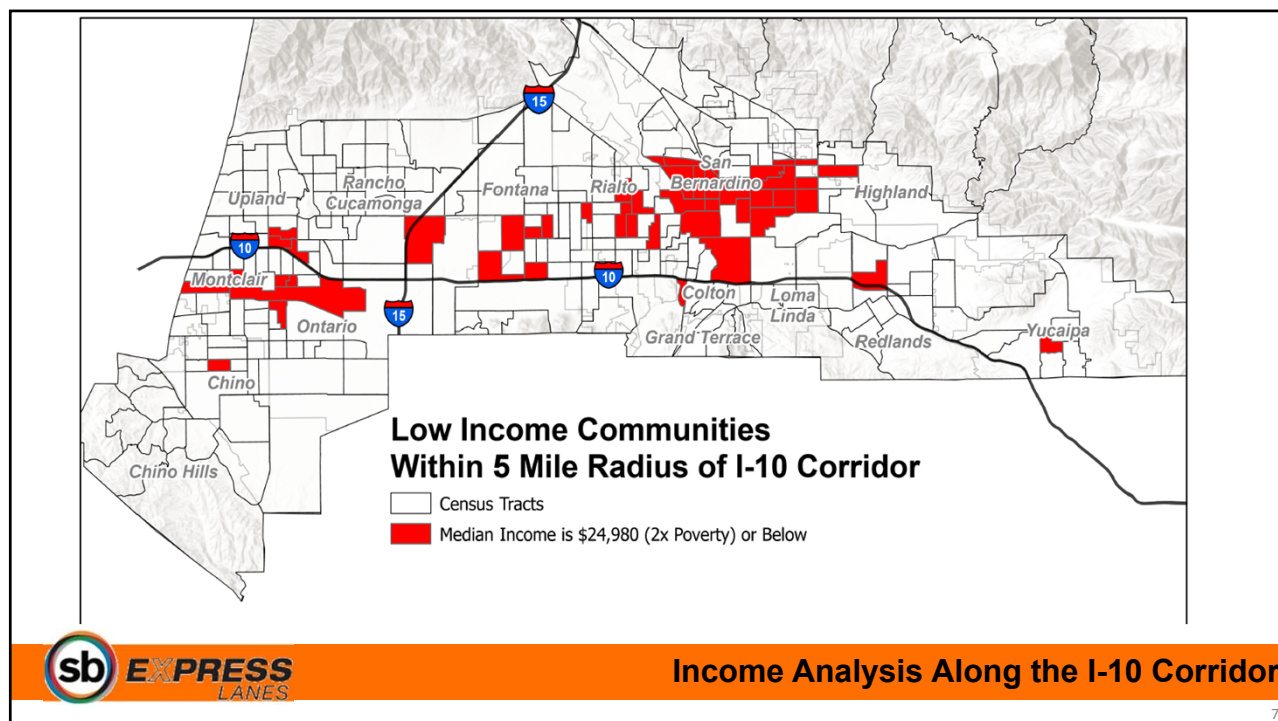 15
San
Bernardino
Rancho
Cucamonga
Fontana
Rialto
Upland
Highland
10
Montclair
10
15
Ontario
Colton
Loma
Linda
Grand Terrace
Redlands
Yucaipa
Chino
Chino Hills
Low Income Communities
Within 5 Mile Radius of I-10 Corridor
Census Tracts
Median Income is $24,980 (2x Poverty) or Below
sb EXPRESS
LANES
Income Analysis Along the I-10 Corridor
7